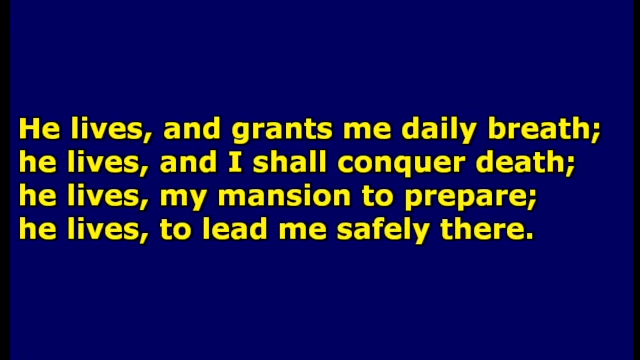 He lives, and grants me daily breath;
he lives, and I shall conquer death;
he lives, my mansion to prepare;
he lives, to lead me safely there.